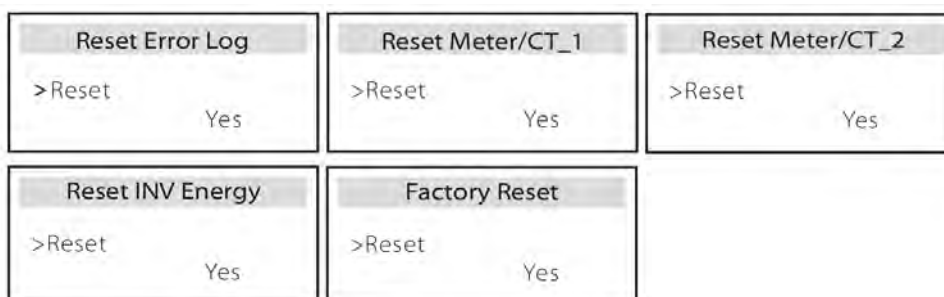 Reset Error Log
>Reset
Yes
Reset Meter/CT_1
>Reset
Yes
Reset Meter/CT_2
>Reset
Yes
Reset INV Energy
>Reset
Yes
Factory Reset
>Reset
Yes